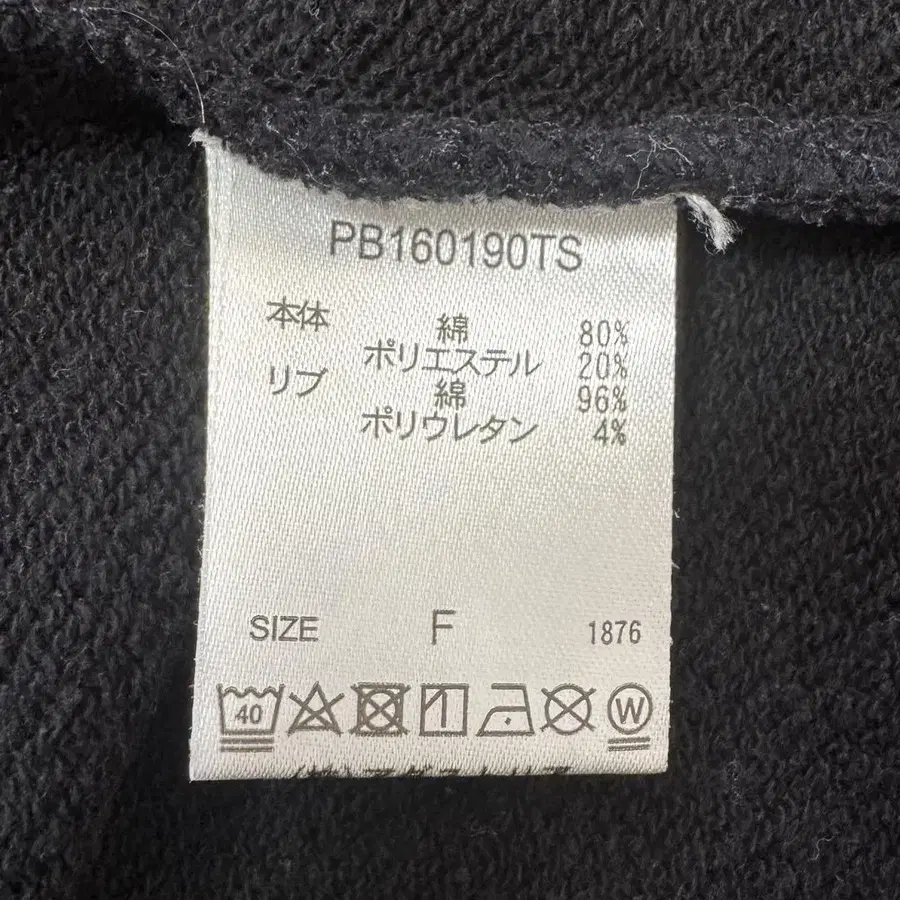 PB160190TS
本体 綿 80%
ポリエステル 20%
リブ 綿 96%
ポリウレタン 4%
SIZE F 1876
40 W